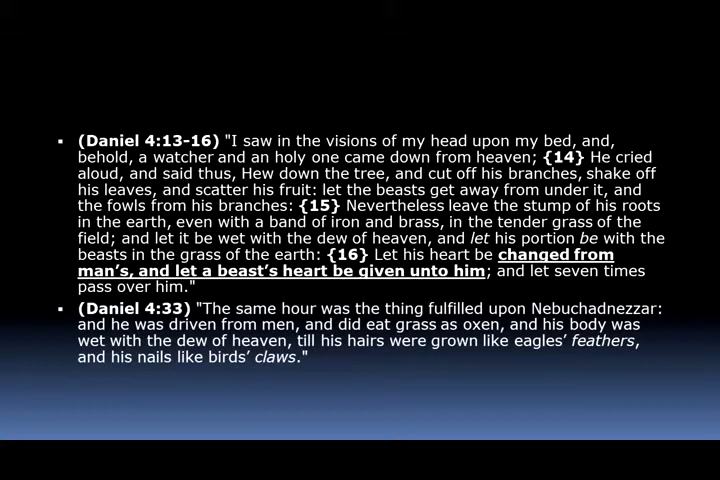 ▪ (Daniel 4:13-16) "I saw in the visions of my head upon my bed, and,
behold, a watcher and an holy one came down from heaven; {14} He cried
aloud, and said thus, Hew down the tree, and cut off his branches, shake off
his leaves, and scatter his fruit: let the beasts get away from under it, and
the fowls from his branches: {15} Nevertheless leave the stump of his roots
in the earth, even with a band of iron and brass, in the tender grass of the
field; and let it be wet with the dew of heaven, and let his portion be with the
beasts in the grass of the earth: {16} Let his heart be changed from
man's, and let a beast's heart be given unto him; and let seven times
pass over him."
▪ (Daniel 4:33) "The same hour was the thing fulfilled upon Nebuchadnezzar:
and he was driven from men, and did eat grass as oxen, and his body was
wet with the dew of heaven, till his hairs were grown like eagles' feathers,
and his nails like birds' claws."